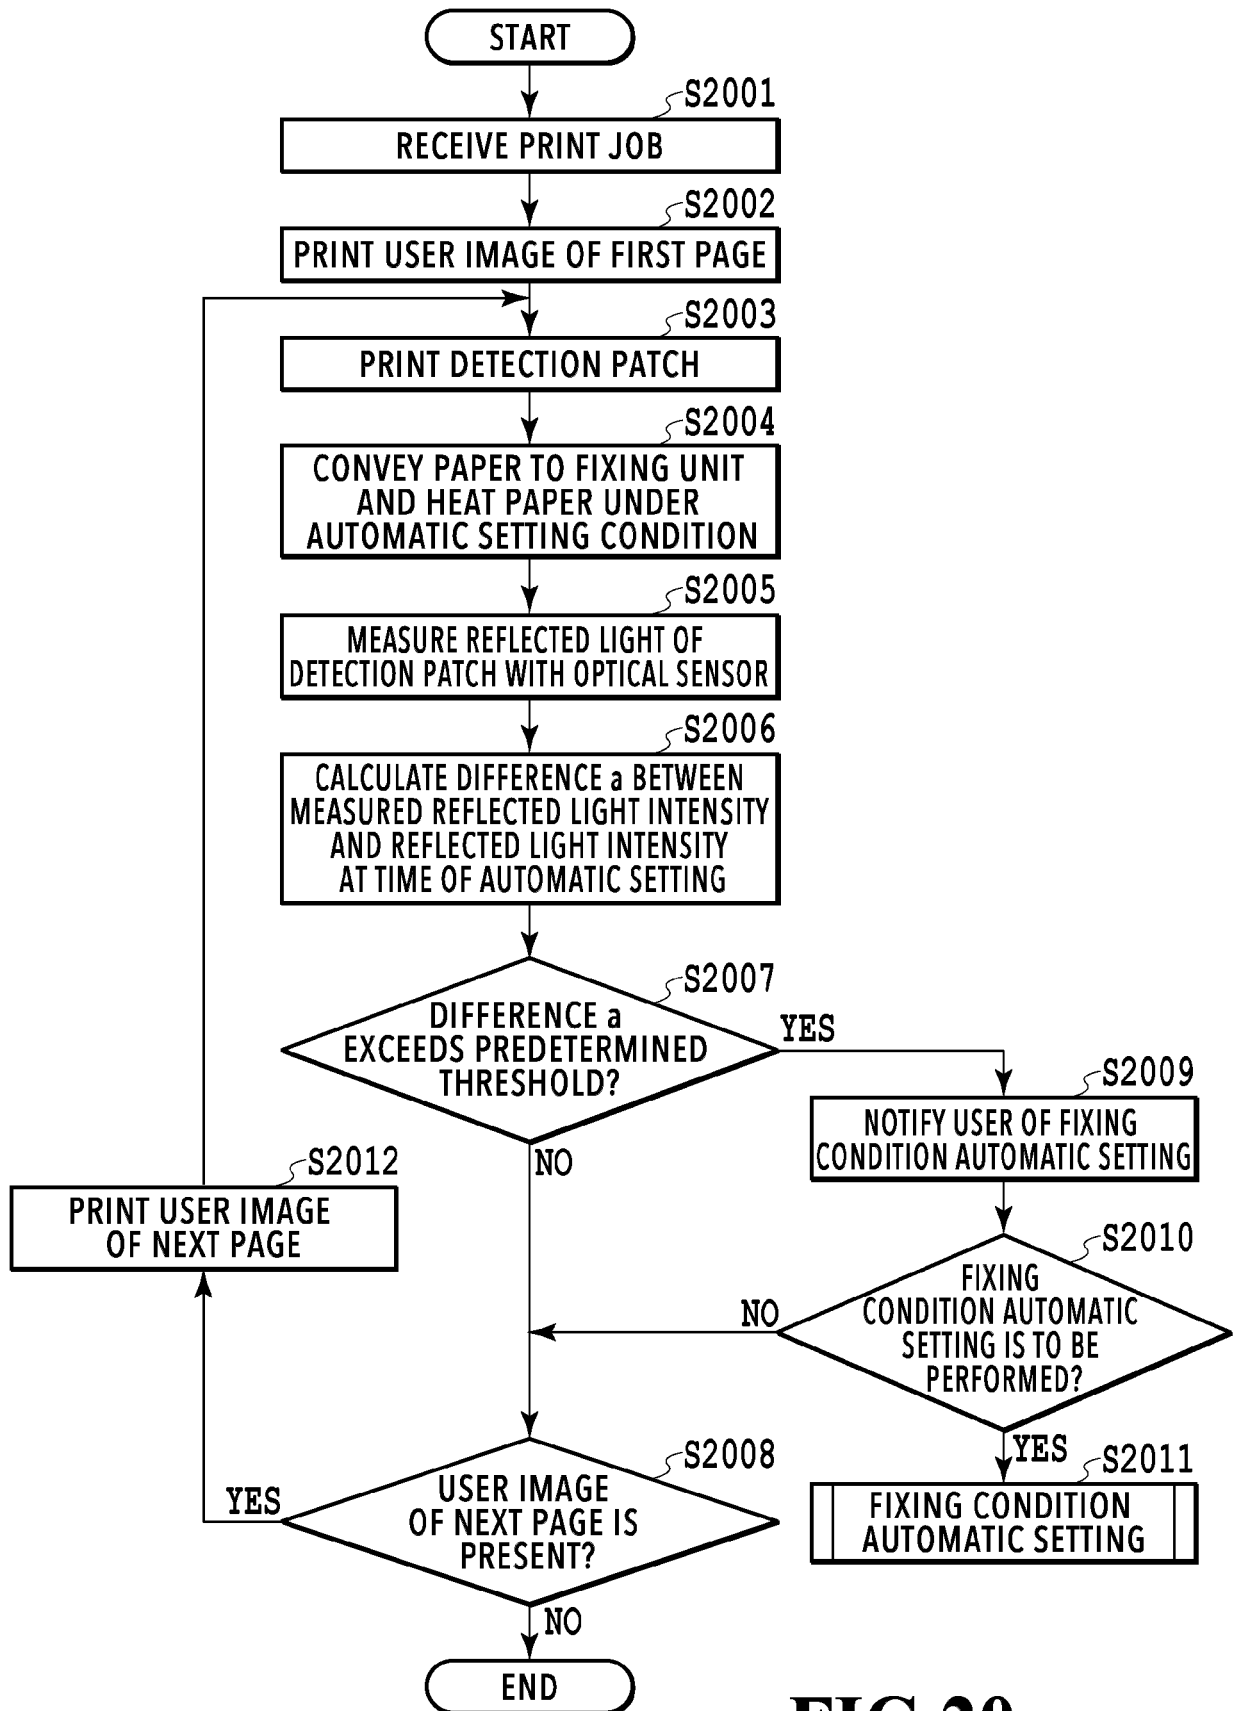 START
S2001
RECEIVE PRINT JOB
S2002
PRINT USER IMAGE OF FIRST PAGE
S2003
PRINT DETECTION PATCH
S2004
CONVEY PAPER TO FIXING UNIT
AND HEAT PAPER UNDER
AUTOMATIC SETTING CONDITION
S2005
MEASURE REFLECTED LIGHT OF
DETECTION PATCH WITH OPTICAL SENSOR
S2006
CALCULATE DIFFERENCE a BETWEEN
MEASURED REFLECTED LIGHT INTENSITY
AND REFLECTED LIGHT INTENSITY
AT TIME OF AUTOMATIC SETTING
S2007
DIFFERENCE a
EXCEEDS PREDETERMINED
THRESHOLD?
YES
NO
S2009
NOTIFY USER OF FIXING
CONDITION AUTOMATIC SETTING
S2012
PRINT USER IMAGE
OF NEXT PAGE
S2010
FIXING
CONDITION AUTOMATIC
SETTING IS TO BE
PERFORMED?
NO
YES
S2011
FIXING CONDITION
AUTOMATIC SETTING
S2008
USER IMAGE
OF NEXT PAGE IS
PRESENT?
YES
NO
END